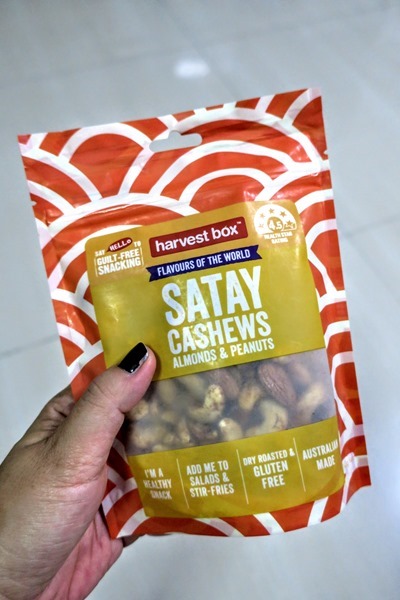 SAY HELLO TO
GUILT-FREE
SNACKING
harvest box™
4.5
HEALTH STAR
RATING
FLAVOURS OF THE WORLD
SATAY
CASHEWS
ALMONDS & PEANUTS
I'M A
HEALTHY
SNACK
ADD ME TO
SALADS &
STIR-FRIES
DRY ROASTED &
GLUTEN
FREE
AUSTRALIAN
MADE